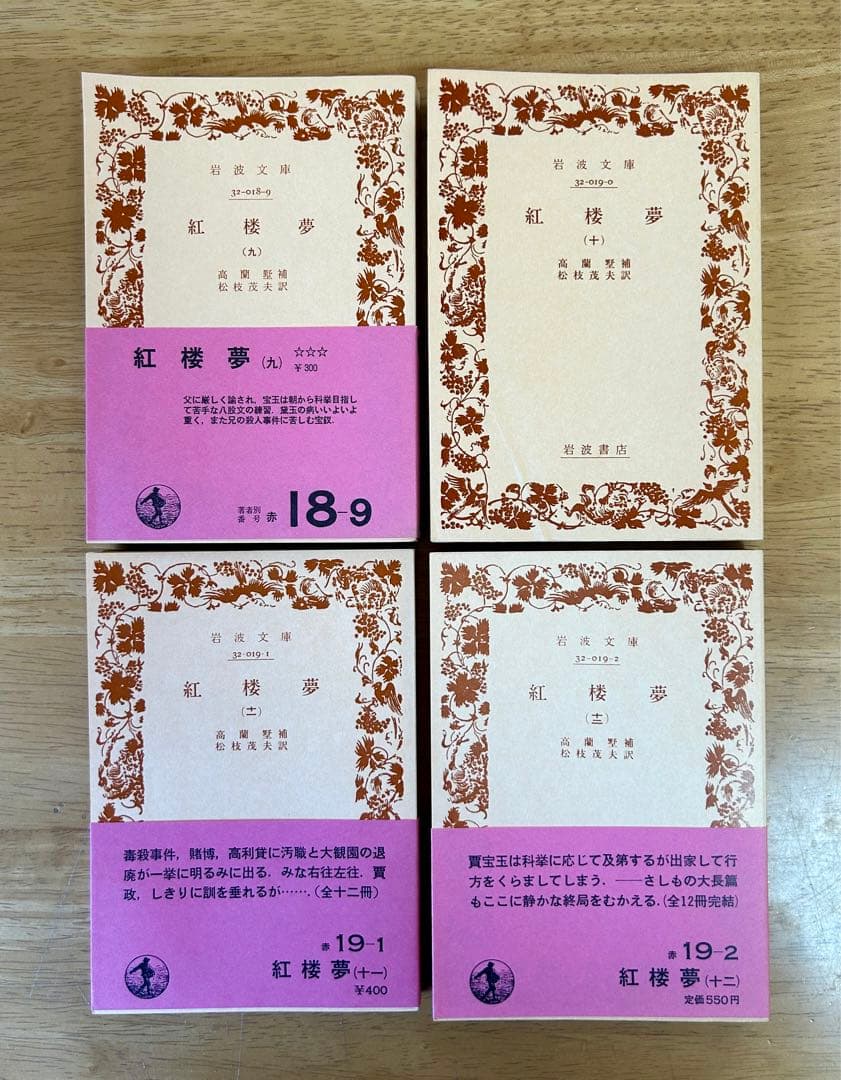 岩波文庫
32-018-9
紅楼夢
(九)
高蘭墅補
松枝茂夫訳
紅楼夢(九)
☆☆☆
¥300
父に厳しく諭され，宝玉は朝から科挙目指し
て苦手な八股文の練習．黛玉の病いいよいよ
重く，また兄の殺人事件に苦しむ宝釵．
著者別
番号 赤 18-9
岩波文庫
32-019-0
紅楼夢
(十)
高蘭墅補
松枝茂夫訳
岩波書店
岩波文庫
32-019-1
紅楼夢
(十一)
高蘭墅補
松枝茂夫訳
毒殺事件，賭博，高利貸に汚職と大観園の退
廃が一挙に明るみに出る．みな右往左往．賈
政，しきりに訓を垂れるが……．(全十二冊)
赤 19-1
紅楼夢(十一)
¥400
岩波文庫
32-019-2
紅楼夢
(十二)
高蘭墅補
松枝茂夫訳
賈宝玉は科挙に応じて及第するが出家して行
方をくらましてしまう．――さしもの大長篇
もここに静かな終局をむかえる．(全12冊完結)
赤 19-2
紅楼夢(十二)
定価550円